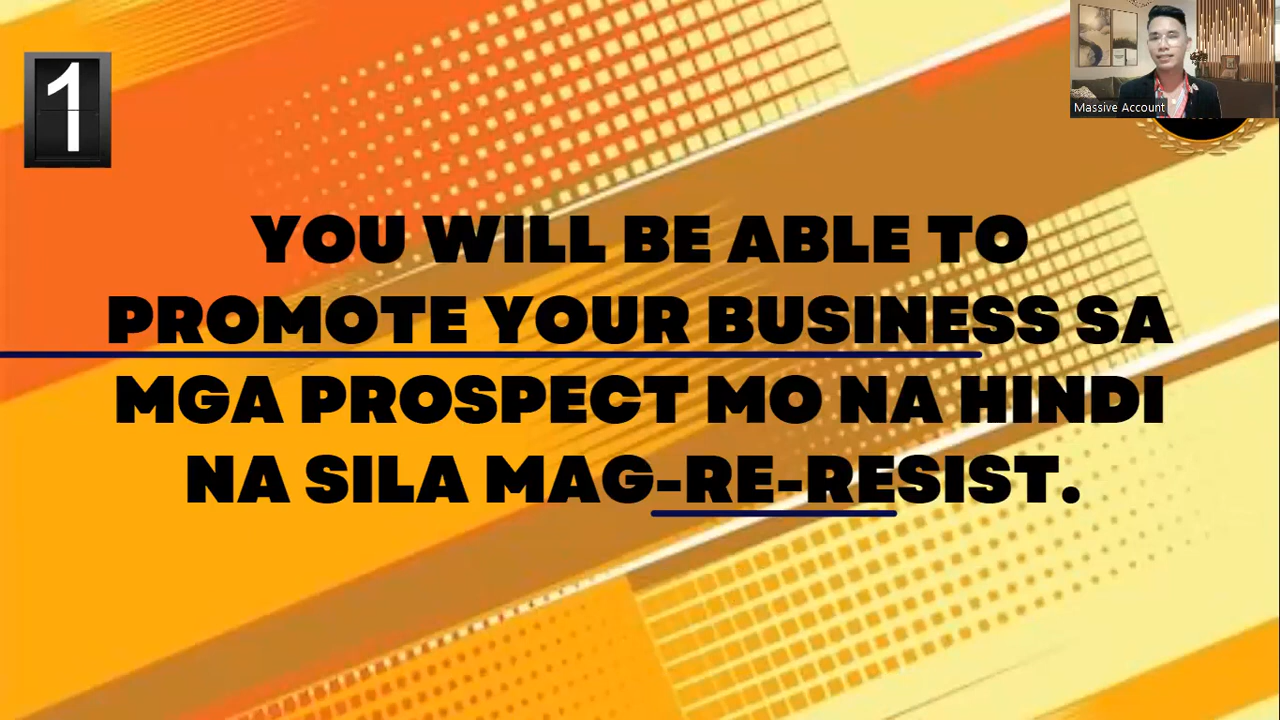 1
Massive Account
YOU WILL BE ABLE TO
PROMOTE YOUR BUSINESS SA
MGA PROSPECT MO NA HINDI
NA SILA MAG-RE-RESIST.